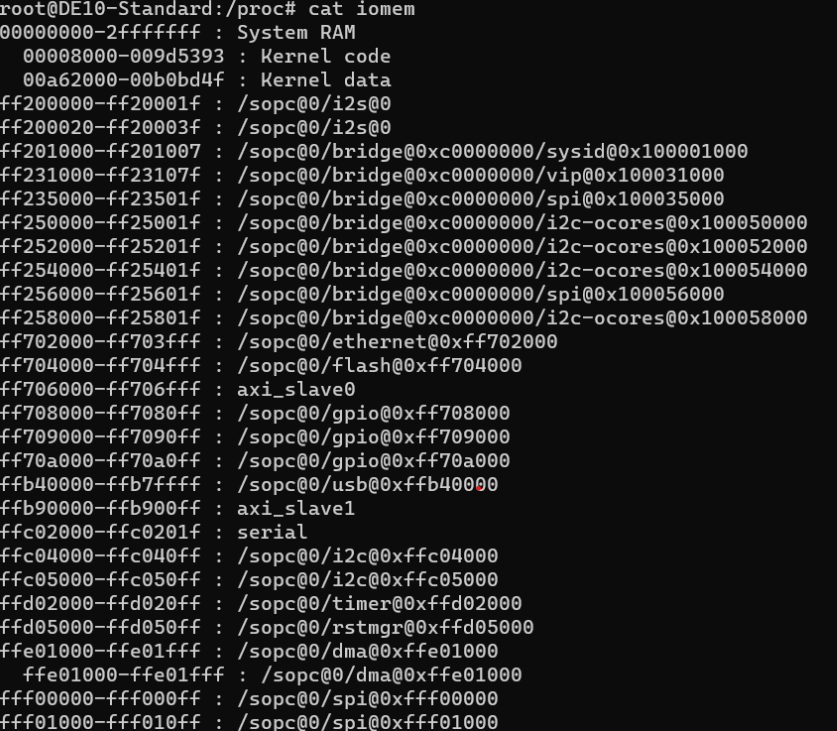 root@DE10-Standard:/proc# cat iomem
00000000-2fffffff : System RAM
  00008000-009d5393 : Kernel code
  00a62000-00b0bd4f : Kernel data
ff200000-ff20001f : /sopc@0/i2s@0
ff200020-ff20003f : /sopc@0/i2s@0
ff201000-ff201007 : /sopc@0/bridge@0xc0000000/sysid@0x100001000
ff231000-ff23107f : /sopc@0/bridge@0xc0000000/vip@0x100031000
ff235000-ff23501f : /sopc@0/bridge@0xc0000000/spi@0x100035000
ff250000-ff25001f : /sopc@0/bridge@0xc0000000/i2c-ocores@0x100050000
ff252000-ff25201f : /sopc@0/bridge@0xc0000000/i2c-ocores@0x100052000
ff254000-ff25401f : /sopc@0/bridge@0xc0000000/i2c-ocores@0x100054000
ff256000-ff25601f : /sopc@0/bridge@0xc0000000/spi@0x100056000
ff258000-ff25801f : /sopc@0/bridge@0xc0000000/i2c-ocores@0x100058000
ff702000-ff703fff : /sopc@0/ethernet@0xff702000
ff704000-ff704fff : /sopc@0/flash@0xff704000
ff706000-ff706fff : axi_slave0
ff708000-ff7080ff : /sopc@0/gpio@0xff708000
ff709000-ff7090ff : /sopc@0/gpio@0xff709000
ff70a000-ff70a0ff : /sopc@0/gpio@0xff70a000
ffb40000-ffb7ffff : /sopc@0/usb@0xffb40000
ffb90000-ffb900ff : axi_slave1
ffc02000-ffc0201f : serial
ffc04000-ffc040ff : /sopc@0/i2c@0xffc04000
ffc05000-ffc050ff : /sopc@0/i2c@0xffc05000
ffd02000-ffd020ff : /sopc@0/timer@0xffd02000
ffd05000-ffd050ff : /sopc@0/rstmgr@0xffd05000
ffe01000-ffe01fff : /sopc@0/dma@0xffe01000
  ffe01000-ffe01fff : /sopc@0/dma@0xffe01000
fff00000-fff000ff : /sopc@0/spi@0xfff00000
fff01000-fff010ff : /sopc@0/spi@0xfff01000